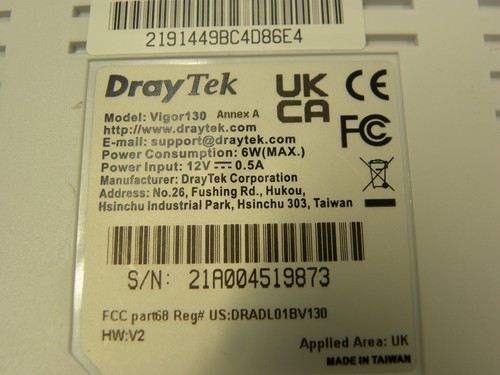 2191449BC4D86E4
DrayTek
UK
CA
CE
Model: Vigor130 Annex A
http://www.draytek.com
E-mail: support@draytek.com
FC
Power Consumption: 6W(MAX.)
Power Input: 12V ⎓ 0.5A
Manufacturer: DrayTek Corporation
Address: No.26, Fushing Rd., Hukou,
Hsinchu Industrial Park, Hsinchu 303, Taiwan
S/N: 21A004519873
FCC part68 Reg# US:DRADL01BV130
HW:V2
Applied Area: UK
MADE IN TAIWAN